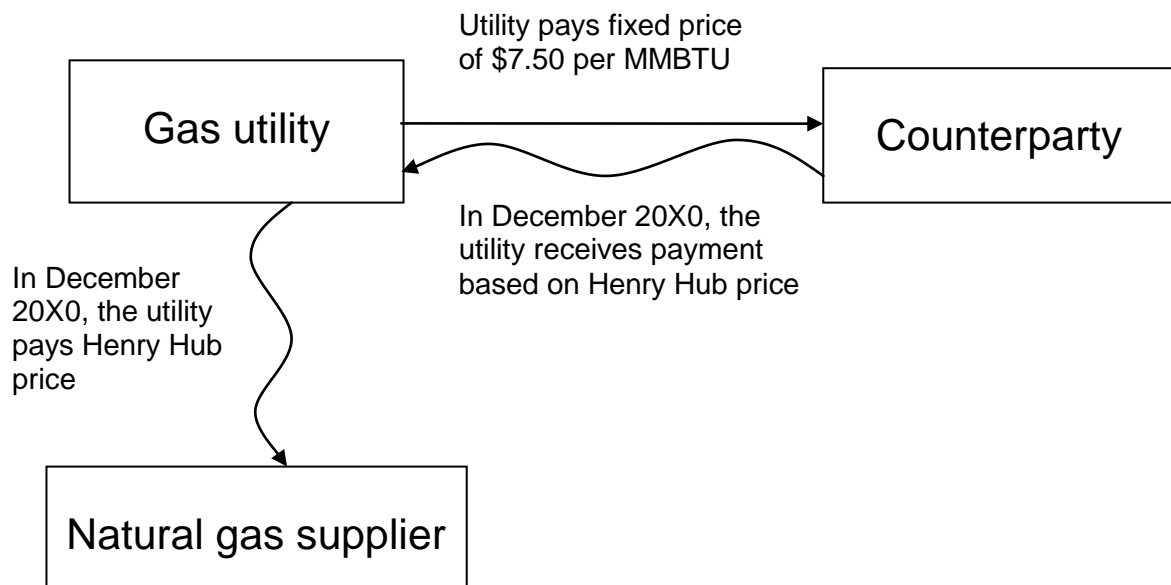 Utility pays fixed price
of $7.50 per MMBTU
Gas utility
Counterparty
In December 20X0, the
utility receives payment
based on Henry Hub price
In December
20X0, the utility
pays Henry Hub
price
Natural gas supplier